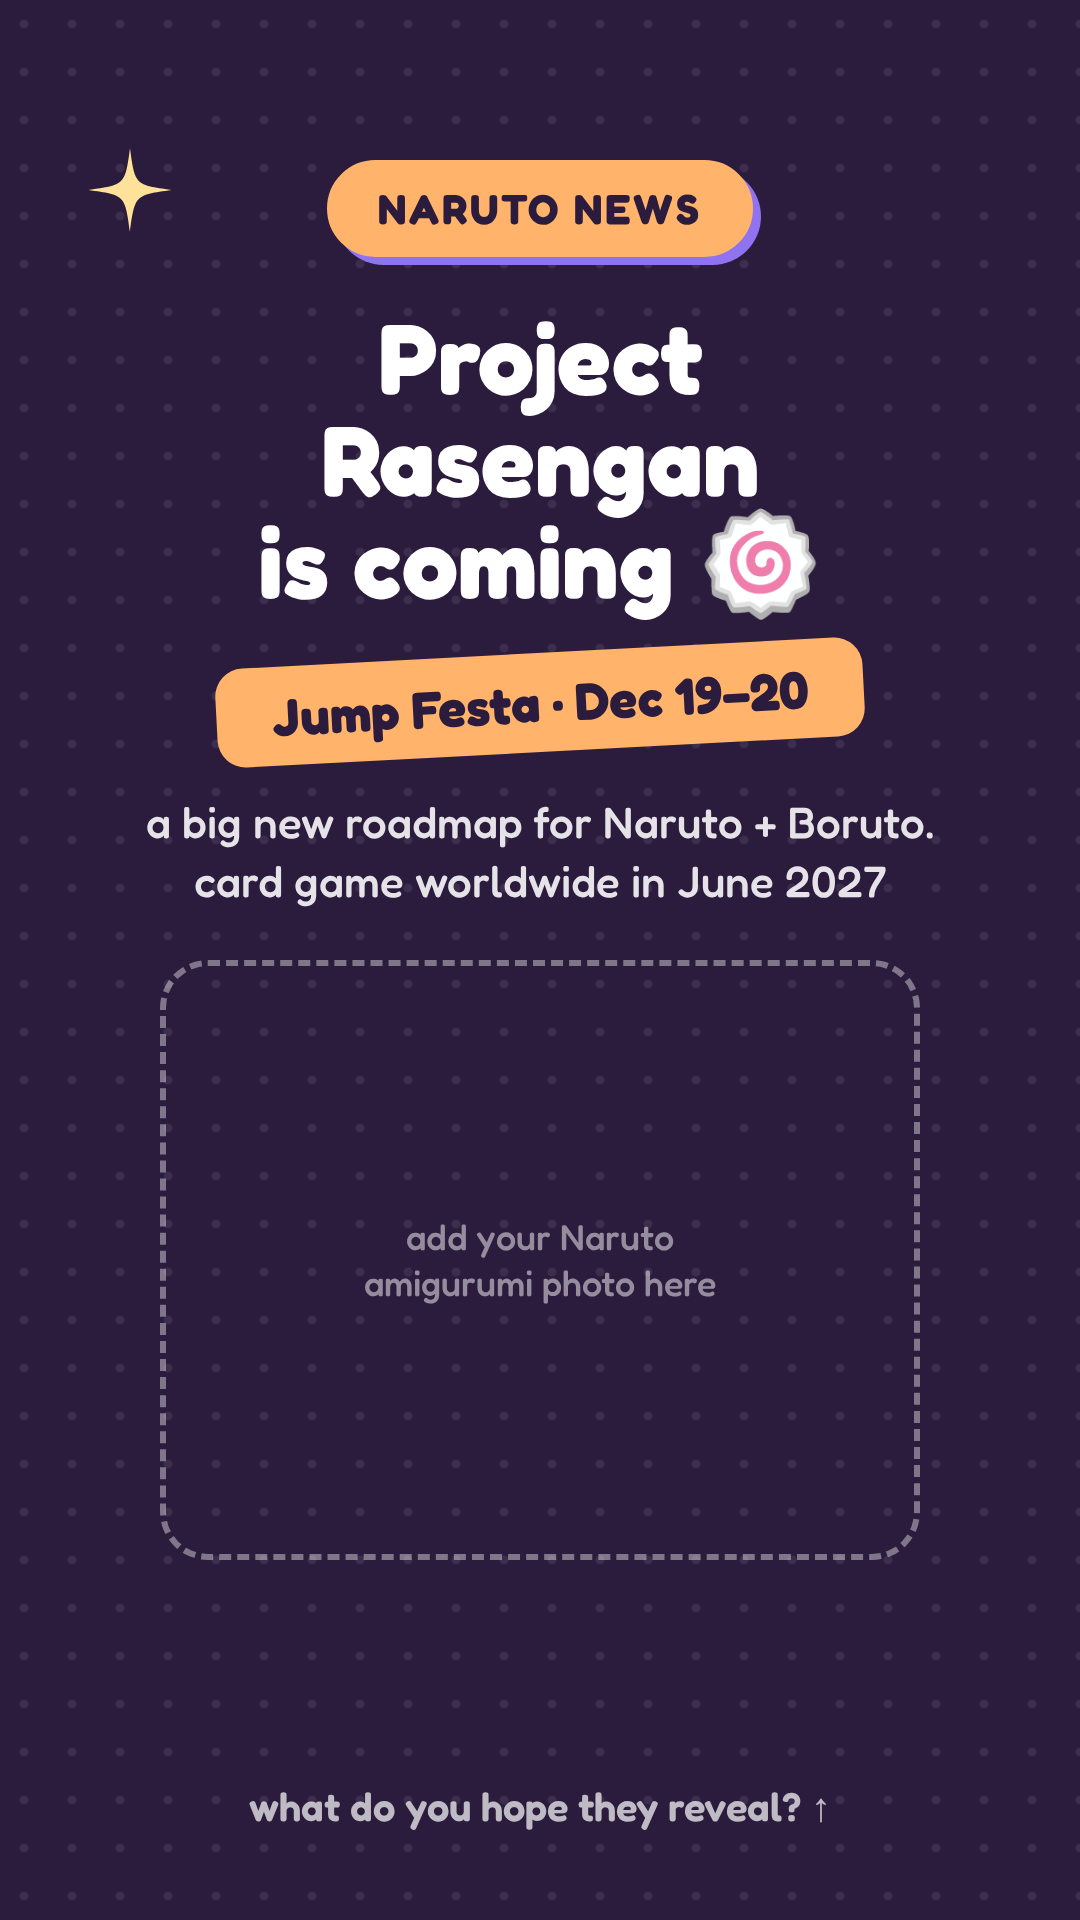 NARUTO NEWS
Project
Rasengan
is coming 🍥
Jump Festa · Dec 19–20
a big new roadmap for Naruto + Boruto.
card game worldwide in June 2027
add your Naruto
amigurumi photo here
what do you hope they reveal? ↑